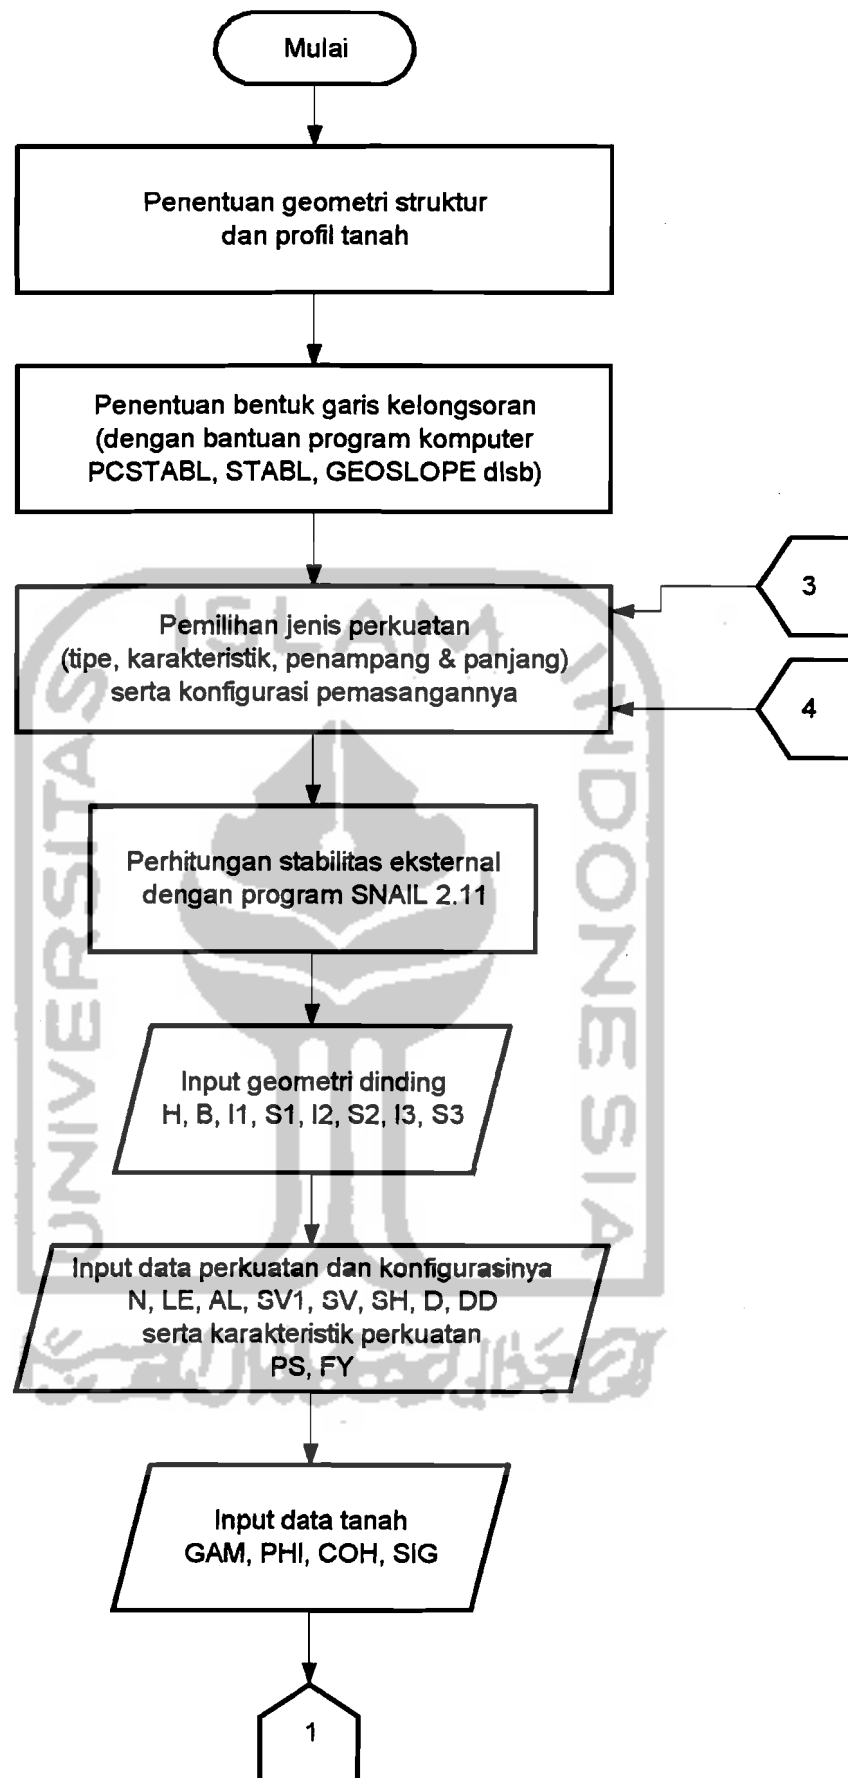 Mulai
Penentuan geometri struktur
dan profil tanah
Penentuan bentuk garis kelongsoran
(dengan bantuan program komputer
PCSTABL, STABL, GEOSLOPE dlsb)
3
Pemilihan jenis perkuatan
(tipe, karakteristik, penampang & panjang)
serta konfigurasi pemasangannya
4
Perhitungan stabilitas eksternal
dengan program SNAIL 2.11
Input geometri dinding
H, B, I1, S1, I2, S2, I3, S3
Input data perkuatan dan konfigurasinya
N, LE, AL, SV1, SV, SH, D, DD
serta karakteristik perkuatan
PS, FY
Input data tanah
GAM, PHI, COH, SIG
1
UNIVERSITAS
ISLAM
INDONESIA